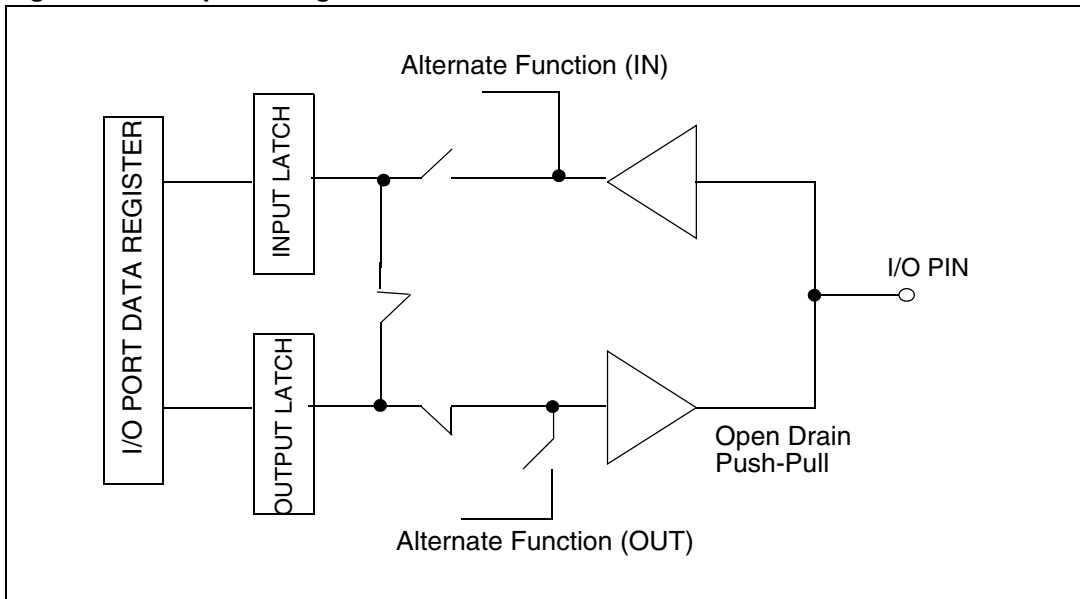 Alternate Function (IN)
I/O PORT DATA REGISTER
INPUT LATCH
I/O PIN
OUTPUT LATCH
Open Drain
Push-Pull
Alternate Function (OUT)